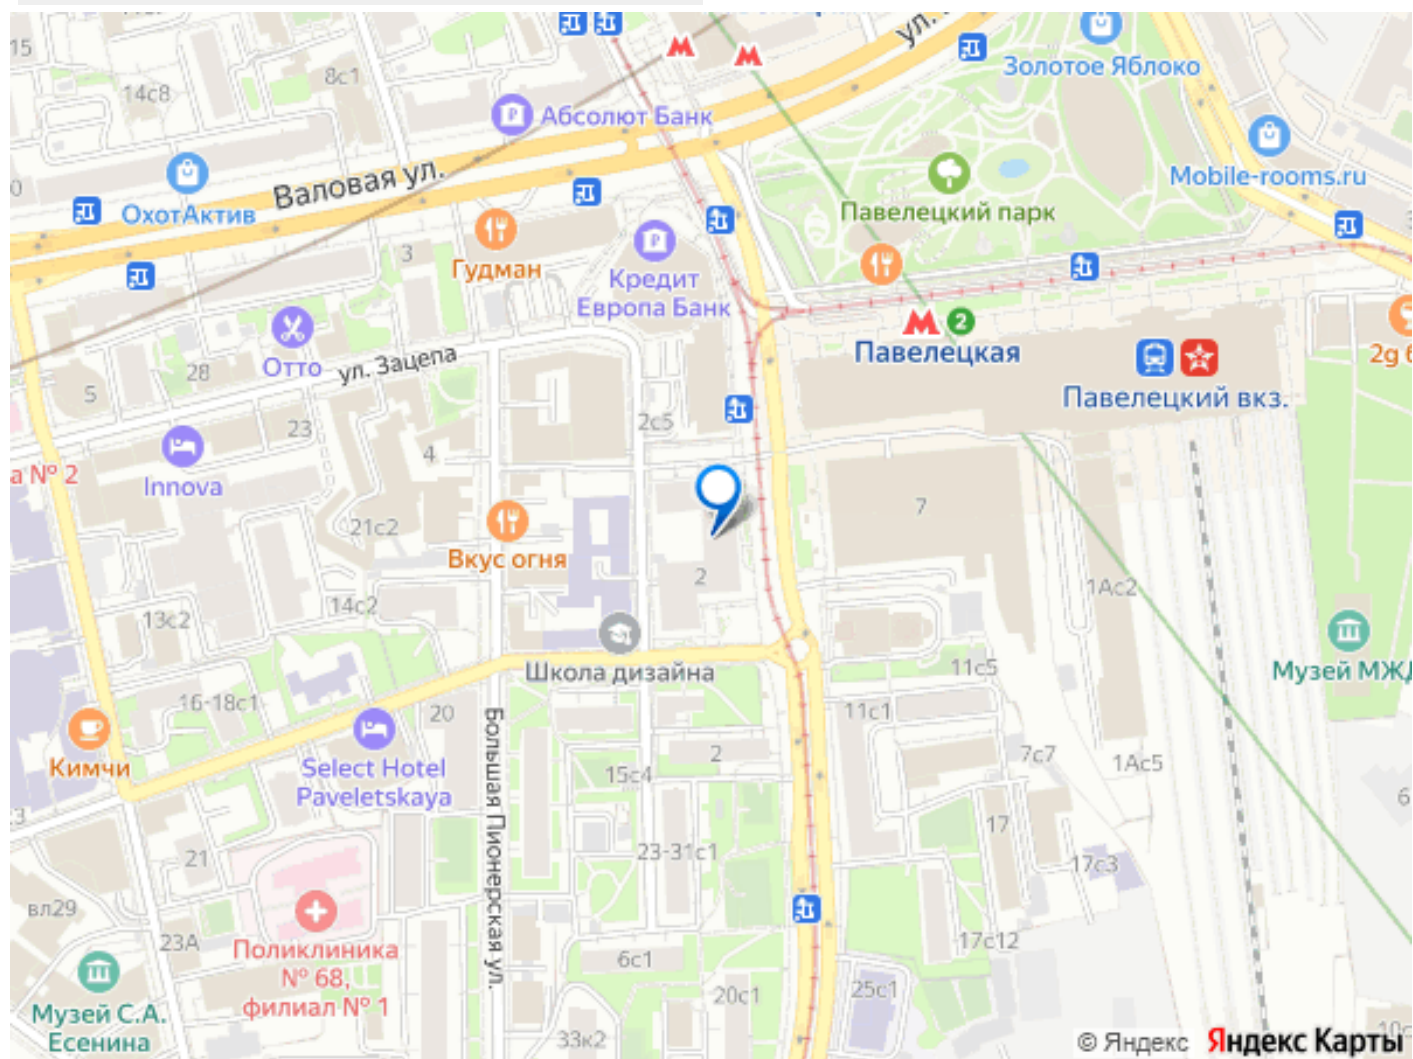 15
8с1
14с8
Абсолют Банк
ул.
Золотое Яблоко
Mobile-rooms.ru
Валовая ул.
ОхотАктив
Павелецкий парк
3
Гудман
Кредит
Европа Банк
2
Павелецкая
Павелецкий вкз.
2g
Отто
ул. Зацепа
28
5
23
2с5
4
Innova
а № 2
21с2
Вкус огня
7
2
1Ас2
14с2
13с2
Школа дизайна
11с5
Музей МЖД
16-18с1
20
11с1
Кимчи
Select Hotel
Paveletskaya
Большая Пионерская ул.
2
15с4
7с7
1Ас5
6
17
21
23-31с1
17с3
вл29
23А
Поликлиника
№ 68,
филиал № 1
17с12
6с1
20с1
25с1
Музей С.А.
Есенина
33к2
© Яндекс Яндекс Карты